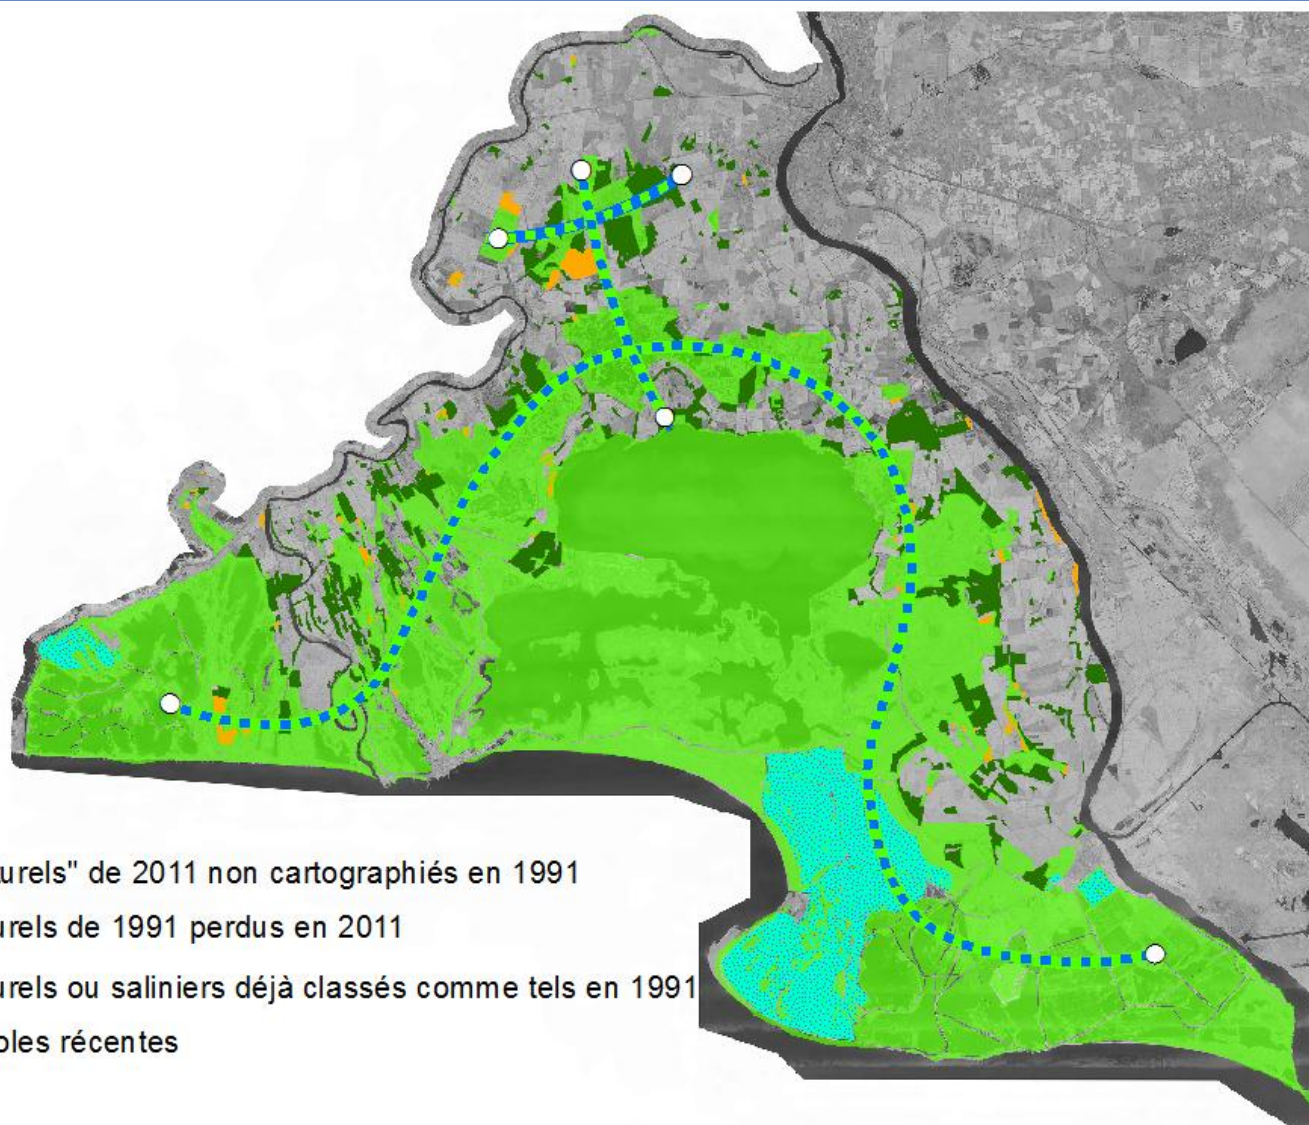 urels" de 2011 non cartographiés en 1991
urels de 1991 perdus en 2011
urels ou saliniers déjà classés comme tels en 1991
oles récentes